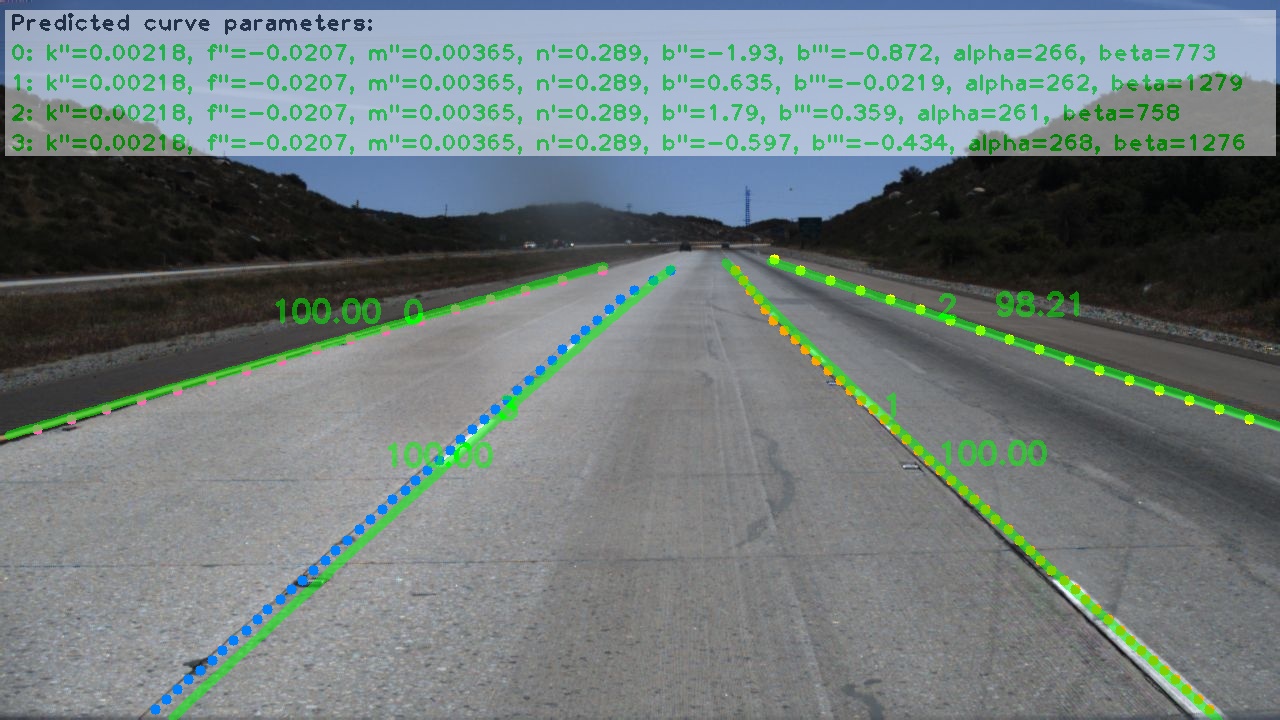 Predicted curve parameters:
0: k''=0.00218, f''=-0.0207, m''=0.00365, n'=0.289, b''=-1.93, b'''=-0.872, alpha=266, beta=773
1: k''=0.00218, f''=-0.0207, m''=0.00365, n'=0.289, b''=0.635, b'''=-0.0219, alpha=262, beta=1279
2: k''=0.00218, f''=-0.0207, m''=0.00365, n'=0.289, b''=1.79, b'''=0.359, alpha=261, beta=758
3: k''=0.00218, f''=-0.0207, m''=0.00365, n'=0.289, b''=-0.597, b'''=-0.434, alpha=268, beta=1276
100.00 0
2 98.21
3
1
100.00
100.00